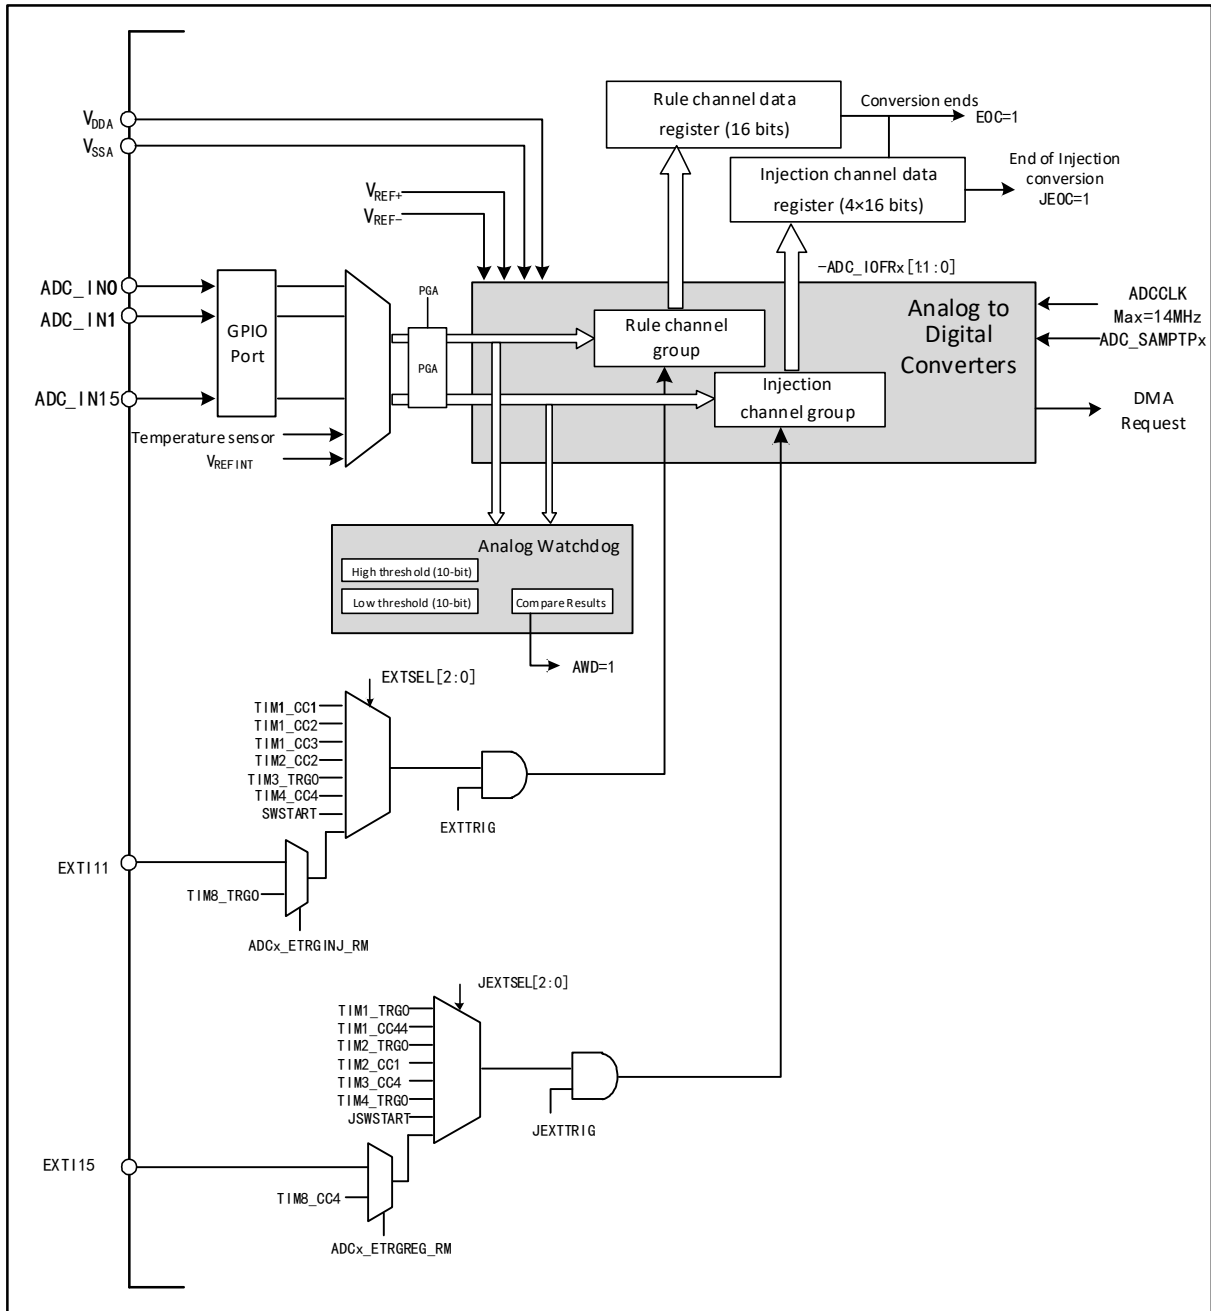 Rule channel data
register (16 bits)
Conversion ends
EOC=1
VDDA
VSSA
Injection channel data
register (4×16 bits)
End of Injection
conversion
JEOC=1
VREF+
VREF-
-ADC_IOFRx[11:0]
ADC_IN0
ADC_IN1
GPIO
Port
PGA
PGA
Rule channel
group
Analog to
Digital
Converters
ADCCLK
Max=14MHz
ADC_SAMPTPx
ADC_IN15
Injection
channel group
DMA
Request
Temperature sensor
VREFINT
Analog Watchdog
High threshold (10-bit)
Low threshold (10-bit)
Compare Results
AWD=1
EXTSEL[2:0]
TIM1_CC1
TIM1_CC2
TIM1_CC3
TIM2_CC2
TIM3_TRGO
TIM4_CC4
SWSTART
EXTTRIG
EXTI11
TIM8_TRGO
ADCx_ETRGINJ_RM
JEXTSEL[2:0]
TIM1_TRGO
TIM1_CC44
TIM2_TRGO
TIM2_CC1
TIM3_CC4
TIM4_TRGO
JSWSTART
JEXTTRIG
EXTI15
TIM8_CC4
ADCx_ETRGREG_RM